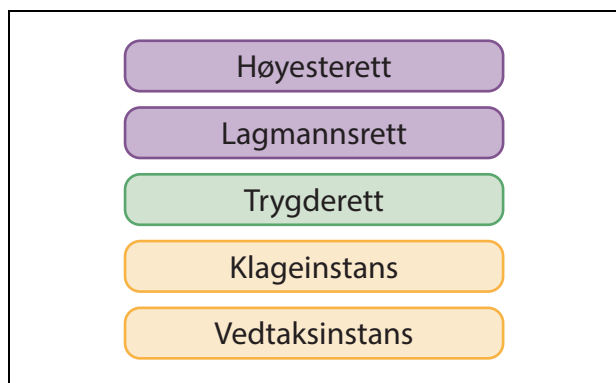 Høyesterett
Lagmannsrett
Trygderett
Klageinstans
Vedtaksinstans